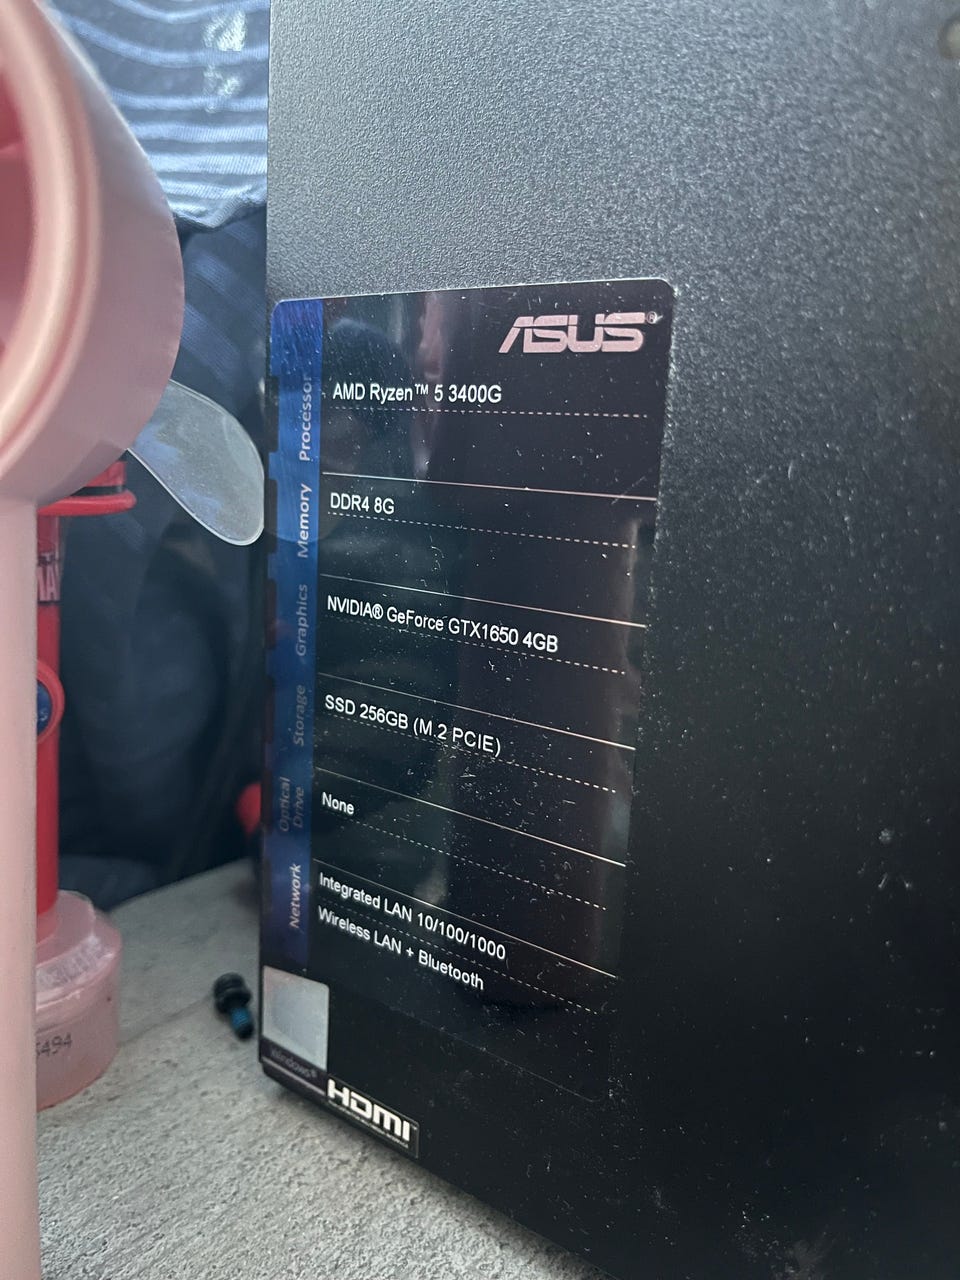 ASUS®
Processor
AMD Ryzen™ 5 3400G
Memory
DDR4 8G
Graphics
NVIDIA® GeForce GTX1650 4GB
Storage
SSD 256GB (M.2 PCIE)
Optical
Drive
None
Network
Integrated LAN 10/100/1000
Wireless LAN + Bluetooth
Windows®
HDMI